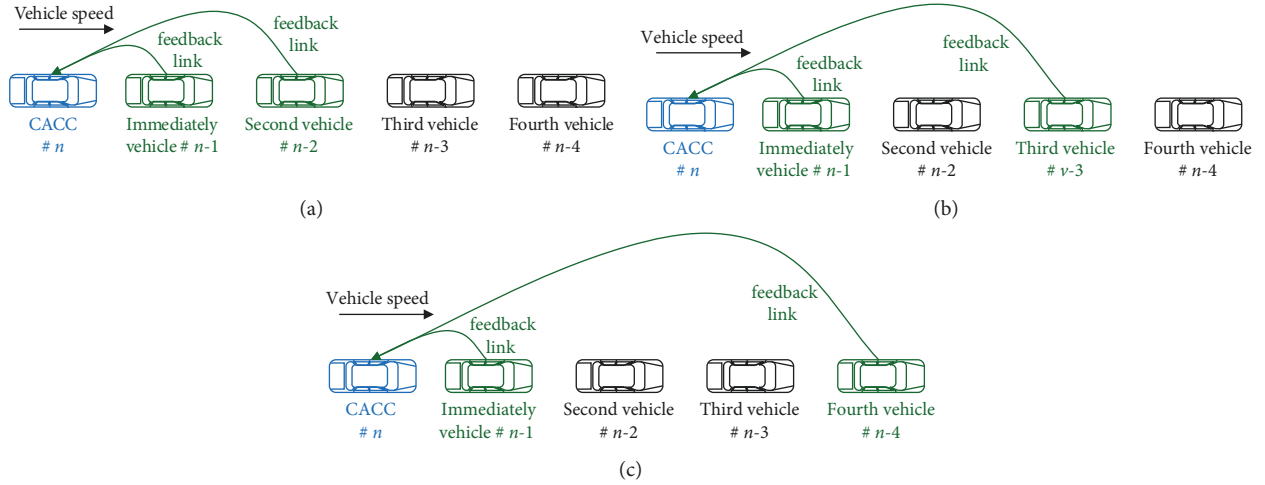 Vehicle speed
feedback
link
feedback
link
CACC
# n
Immediately
vehicle # n-1
Second vehicle
# n-2
Third vehicle
# n-3
Fourth vehicle
# n-4
(a)
Vehicle speed
feedback
link
feedback
link
CACC
# n
Immediately
vehicle # n-1
Second vehicle
# n-2
Third vehicle
# v-3
Fourth vehicle
# n-4
(b)
Vehicle speed
feedback
link
feedback
link
CACC
# n
Immediately
vehicle # n-1
Second vehicle
# n-2
Third vehicle
# n-3
Fourth vehicle
# n-4
(c)